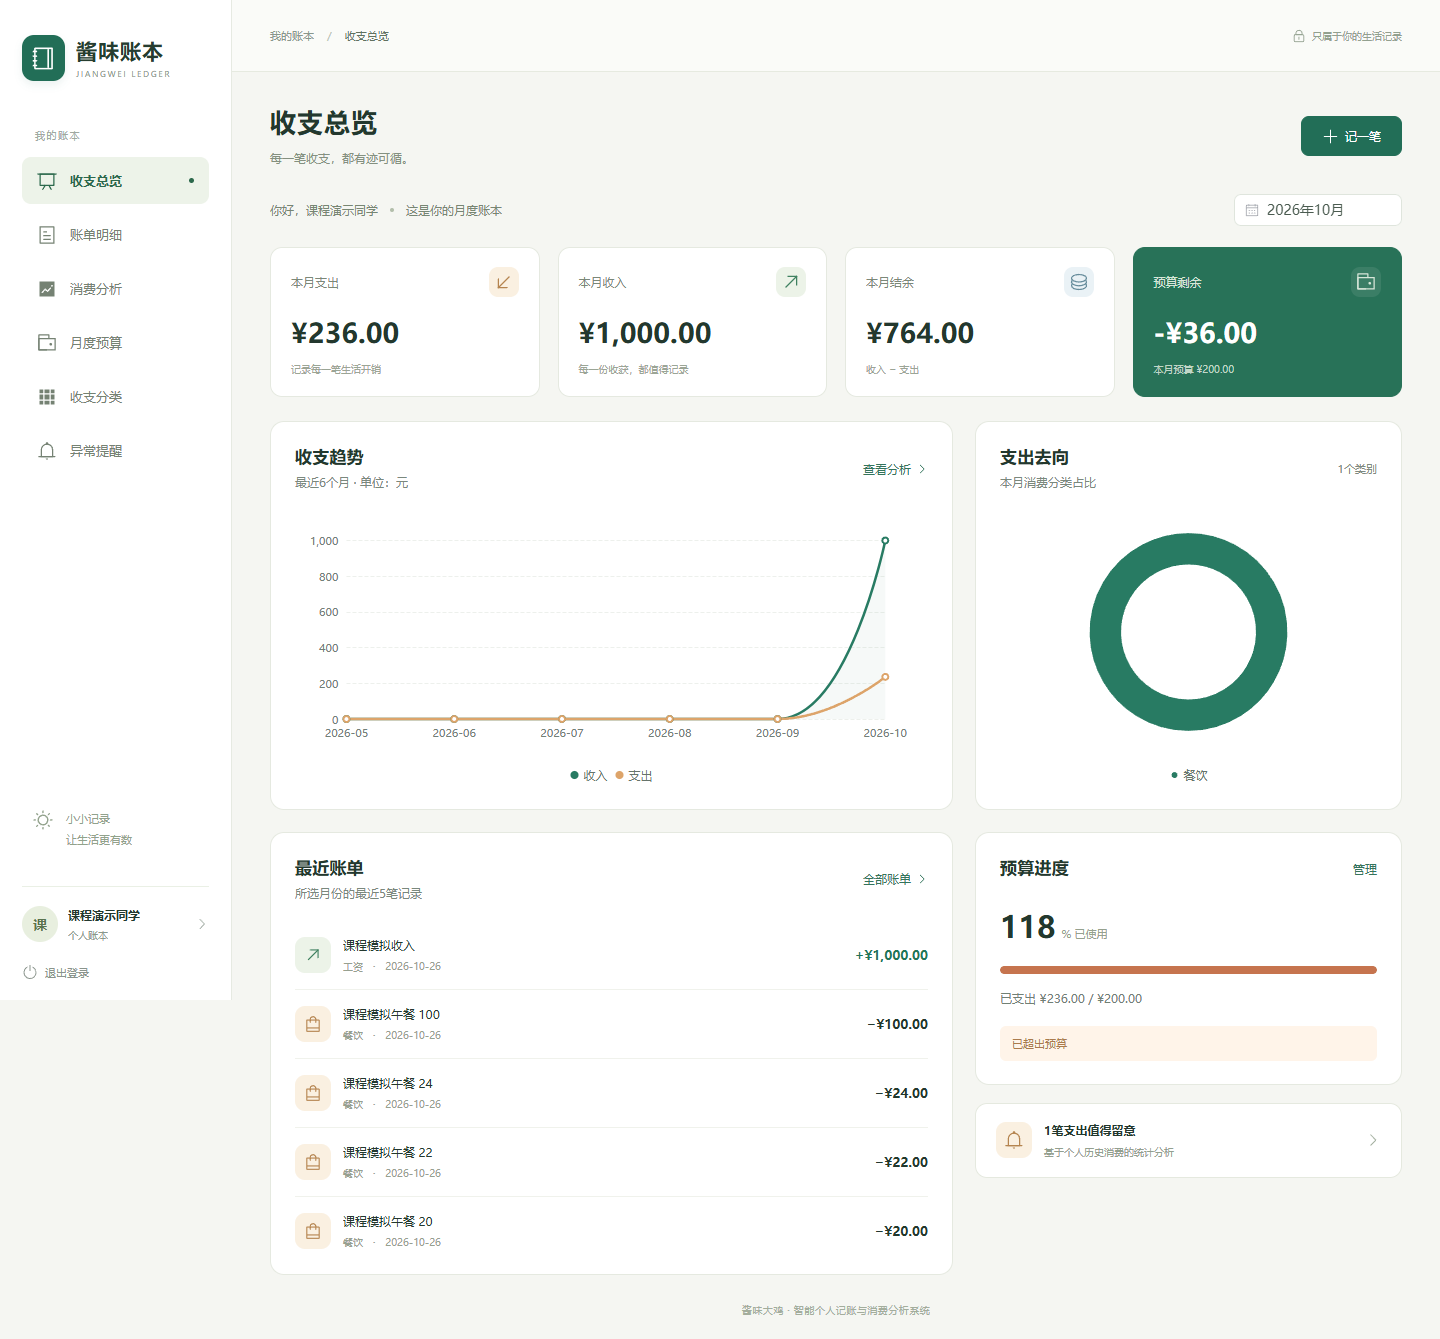 酱味账本
JIANGWEI LEDGER
我的账本
收支总览
账单明细
消费分析
月度预算
收支分类
异常提醒
小小记录
让生活更有数
课
课程演示同学
个人账本
退出登录
我的账本 / 收支总览
只属于你的生活记录
收支总览
每一笔收支，都有迹可循。
记一笔
你好，课程演示同学 • 这是你的月度账本
2026年10月
本月支出
¥236.00
记录每一笔生活开销
本月收入
¥1,000.00
每一份收获，都值得记录
本月结余
¥764.00
收入 − 支出
预算剩余
-¥36.00
本月预算 ¥200.00
收支趋势
最近6个月 · 单位：元
查看分析
1,000
800
600
400
200
0
2026-05 2026-06 2026-07 2026-08 2026-09 2026-10
收入 支出
支出去向
本月消费分类占比
1个类别
餐饮
最近账单
所选月份的最近5笔记录
全部账单
课程模拟收入
工资 · 2026-10-26
+¥1,000.00
课程模拟午餐 100
餐饮 · 2026-10-26
−¥100.00
课程模拟午餐 24
餐饮 · 2026-10-26
−¥24.00
课程模拟午餐 22
餐饮 · 2026-10-26
−¥22.00
课程模拟午餐 20
餐饮 · 2026-10-26
−¥20.00
预算进度
管理
118 % 已使用
已支出 ¥236.00 / ¥200.00
已超出预算
1笔支出值得留意
基于个人历史消费的统计分析
酱味大鸡 · 智能个人记账与消费分析系统